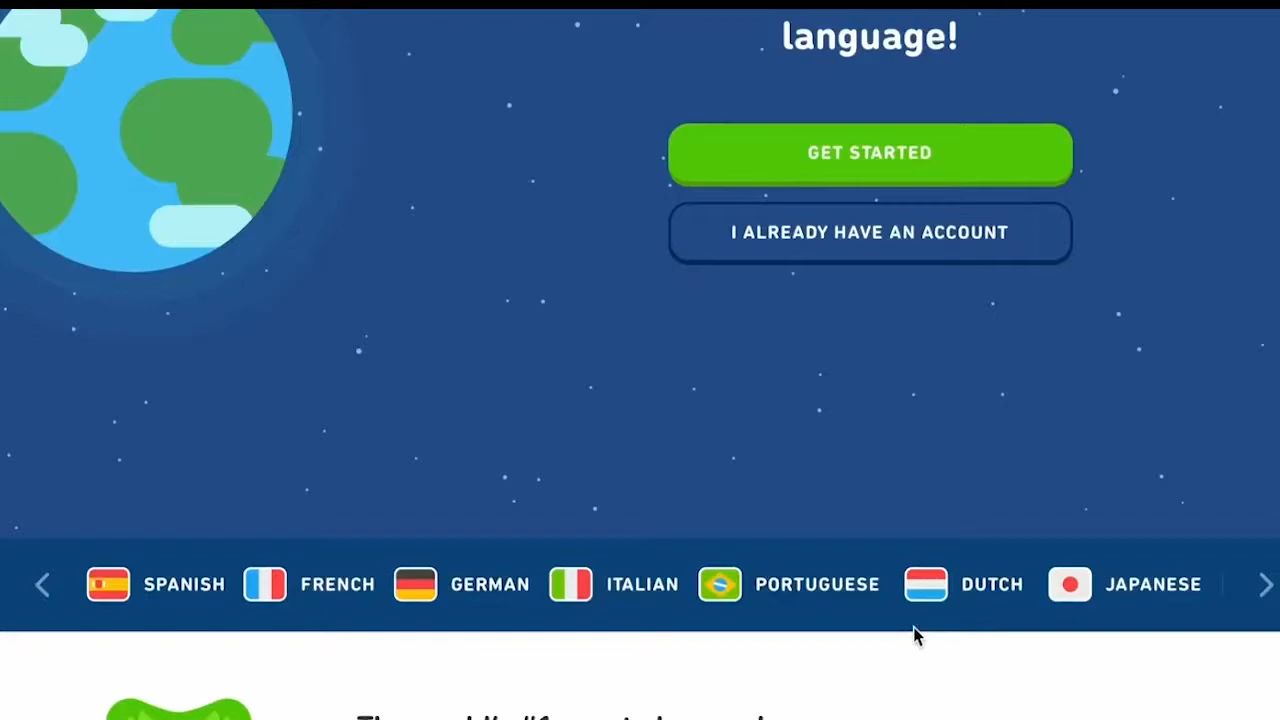 language!
GET STARTED
I ALREADY HAVE AN ACCOUNT
SPANISH FRENCH GERMAN ITALIAN PORTUGUESE DUTCH JAPANESE